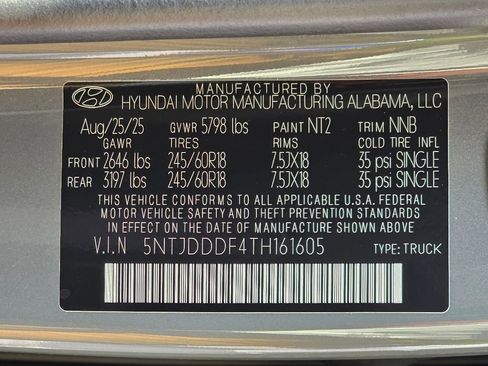 MANUFACTURED BY
HYUNDAI MOTOR MANUFACTURING ALABAMA, LLC
Aug/25/25 GVWR 5798 lbs PAINT NT2 TRIM NNB
GAWR TIRES RIMS COLD TIRE INFL
FRONT 2646 lbs 245/60R18 7.5JX18 35 psi SINGLE
REAR 3197 lbs 245/60R18 7.5JX18 35 psi SINGLE
THIS VEHICLE CONFORMS TO ALL APPLICABLE U.S.A. FEDERAL
MOTOR VEHICLE SAFETY AND THEFT PREVENTION STANDARDS
IN EFFECT ON THE DATE OF MANUFACTURE SHOWN ABOVE.
V.I.N 5NTJDDDF4TH161605 TYPE: TRUCK